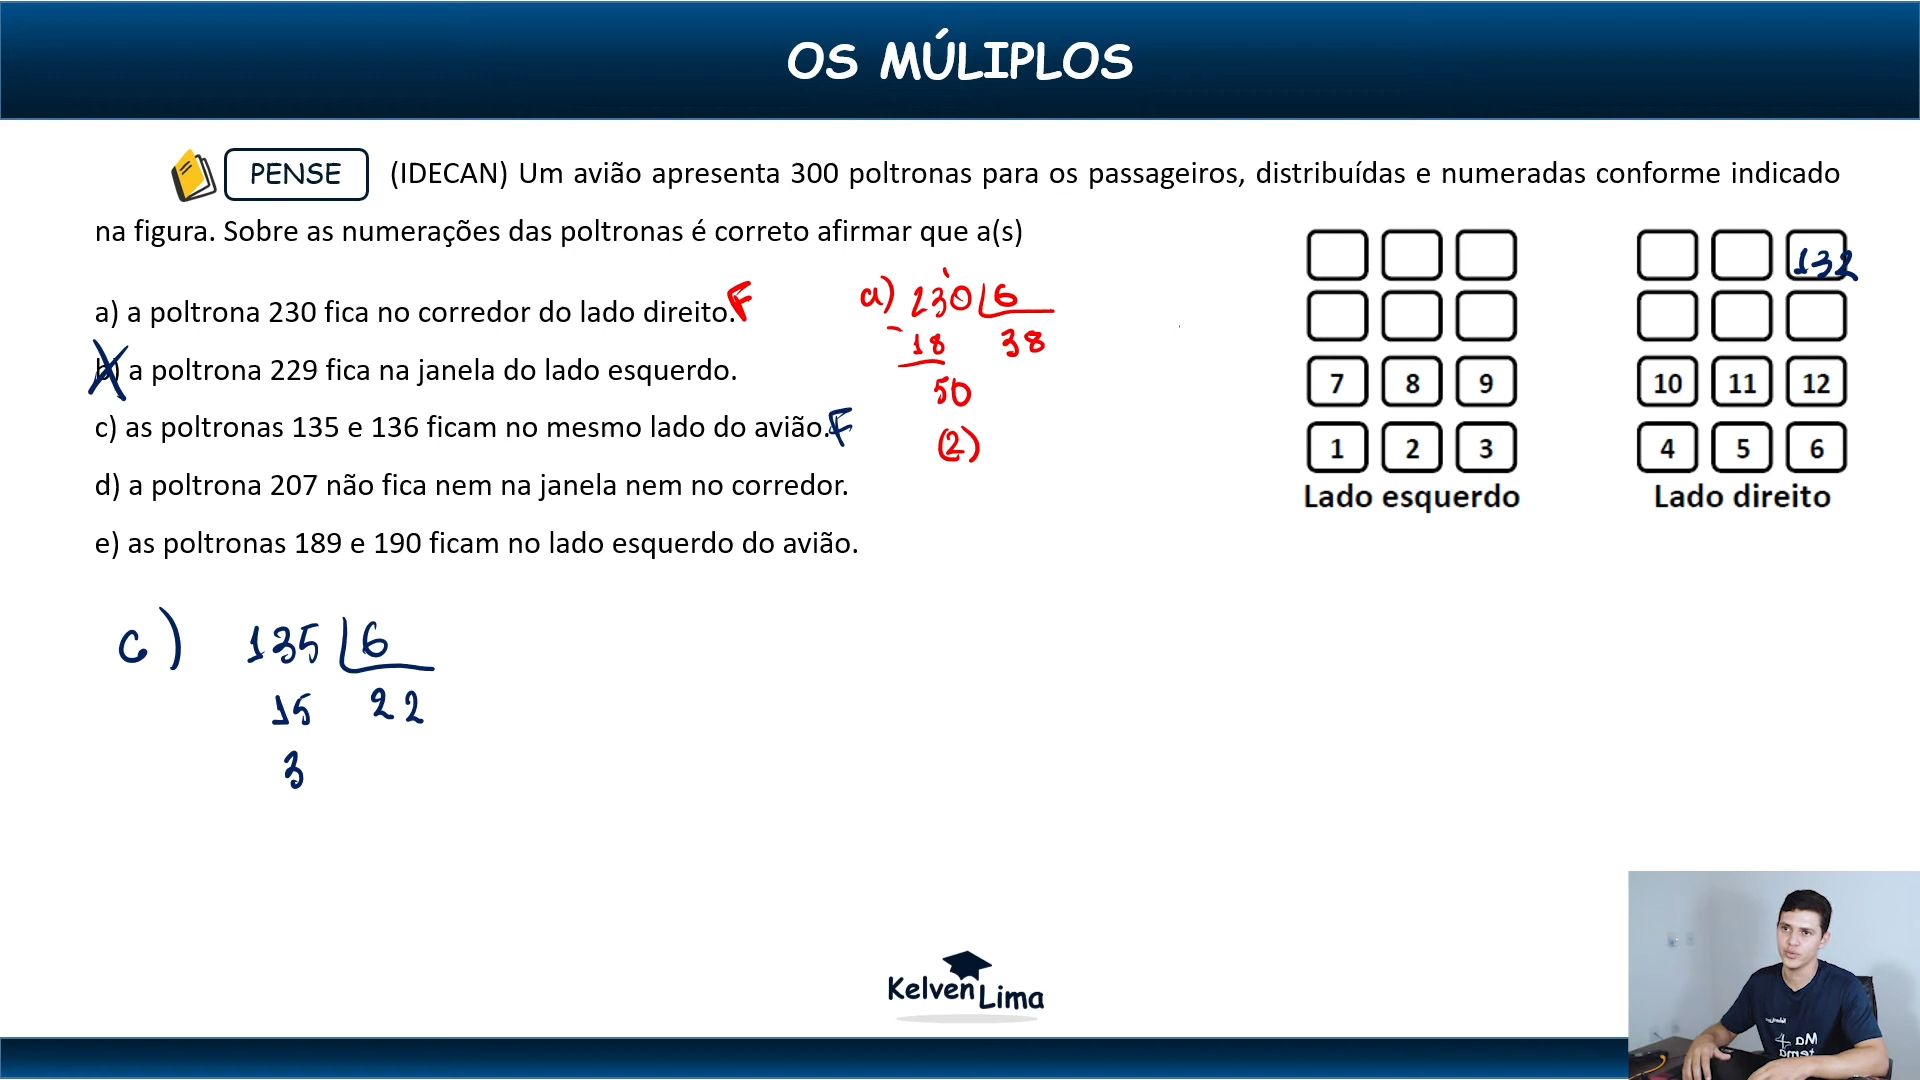 OS MÚLIPLOS
PENSE (IDECAN) Um avião apresenta 300 poltronas para os passageiros, distribuídas e numeradas conforme indicado
na figura. Sobre as numerações das poltronas é correto afirmar que a(s)
a) a poltrona 230 fica no corredor do lado direito. F
b) a poltrona 229 fica na janela do lado esquerdo.
c) as poltronas 135 e 136 ficam no mesmo lado do avião. F
d) a poltrona 207 não fica nem na janela nem no corredor.
e) as poltronas 189 e 190 ficam no lado esquerdo do avião.
a) 230 6
- 18 38
50
(2)
132
7 8 9 10 11 12
1 2 3 4 5 6
Lado esquerdo Lado direito
c) 135 6
15 22
3
Kelven Lima